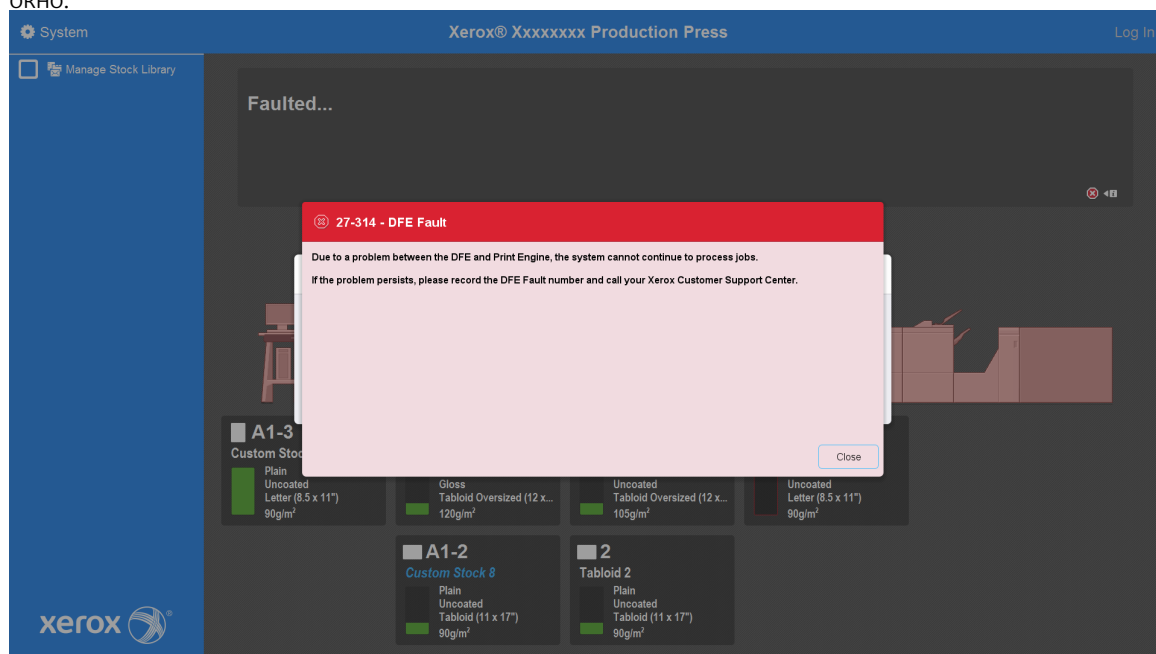 System
Xerox® Xxxxxxx Production Press
Log In
Manage Stock Library
Faulted...
27-314 - DFE Fault
Due to a problem between the DFE and Print Engine, the system cannot continue to process jobs.
If the problem persists, please record the DFE Fault number and call your Xerox Customer Support Center.
Close
A1-3
Custom Stoc
Plain
Uncoated
Letter (8.5 x 11")
90g/m²
Gloss
Tabloid Oversized (12 x...
120g/m²
Uncoated
Tabloid Oversized (12 x...
105g/m²
Uncoated
Letter (8.5 x 11")
90g/m²
A1-2
Custom Stock 8
Plain
Uncoated
Tabloid (11 x 17")
90g/m²
2
Tabloid 2
Plain
Uncoated
Tabloid (11 x 17")
90g/m²
xerox®